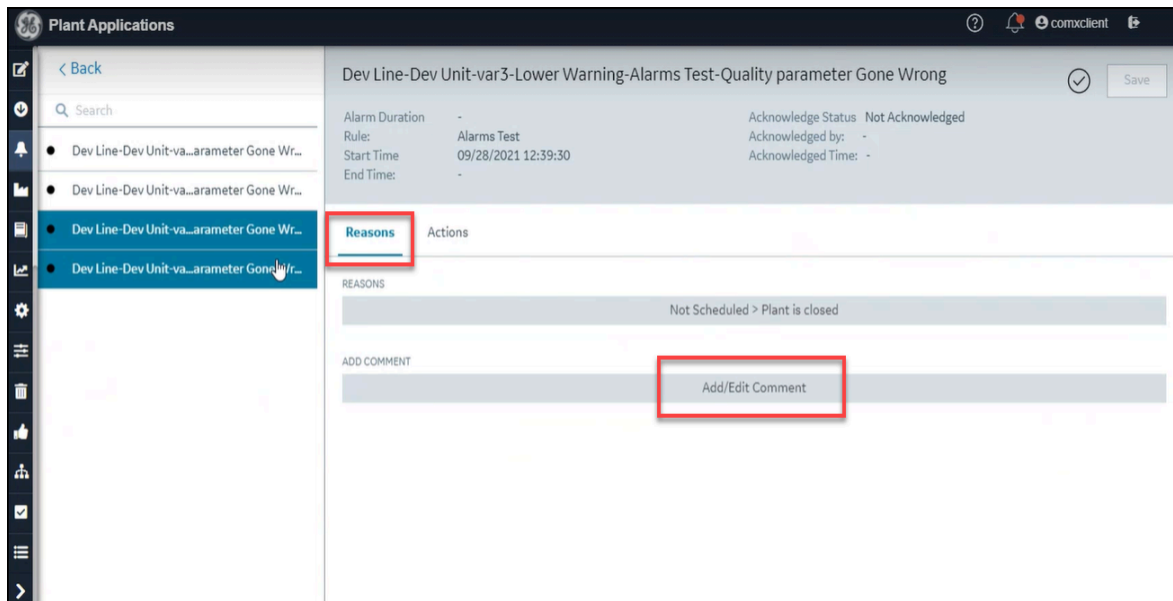 Plant Applications
comxclient
< Back
Search
Dev Line-Dev Unit-va...arameter Gone Wr...
Dev Line-Dev Unit-va...arameter Gone Wr...
Dev Line-Dev Unit-va...arameter Gone Wr...
Dev Line-Dev Unit-va...arameter Gone Wr...
Dev Line-Dev Unit-var3-Lower Warning-Alarms Test-Quality parameter Gone Wrong
Save
Alarm Duration -
Rule: Alarms Test
Start Time 09/28/2021 12:39:30
End Time: -
Acknowledge Status Not Acknowledged
Acknowledged by: -
Acknowledged Time: -
Reasons Actions
REASONS
Not Scheduled > Plant is closed
ADD COMMENT
Add/Edit Comment